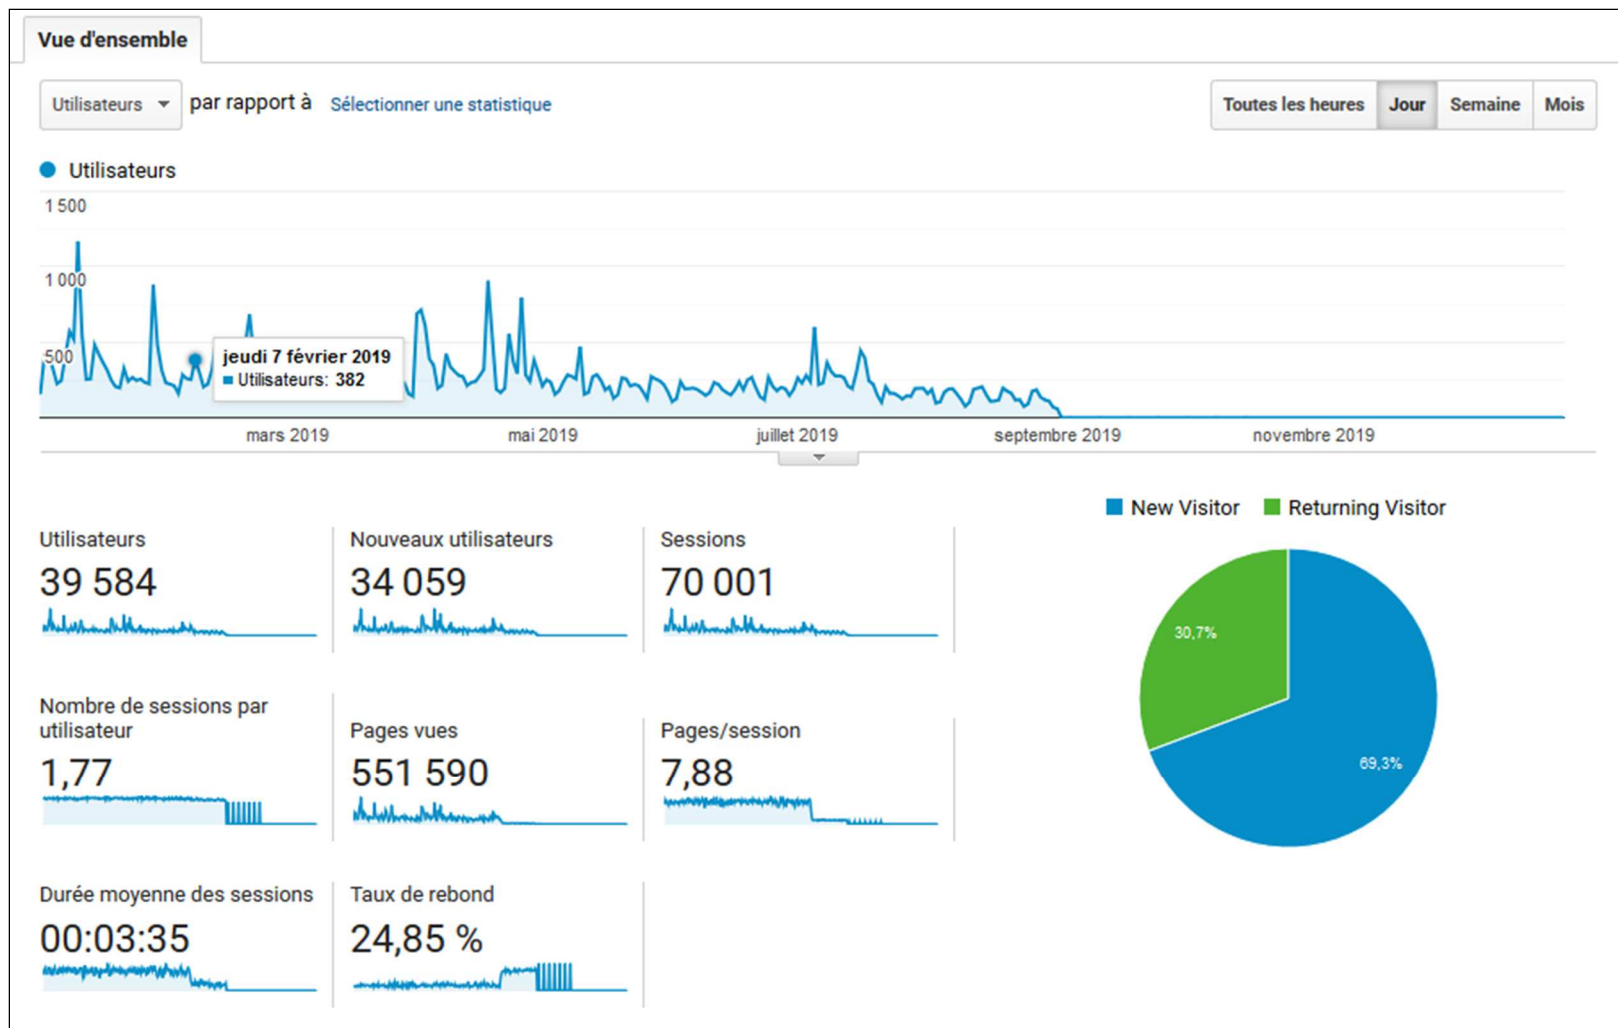 Vue d'ensemble
Utilisateurs par rapport à Sélectionner une statistique
Toutes les heures Jour Semaine Mois
Utilisateurs
1 500
1 000
500
jeudi 7 février 2019
Utilisateurs: 382
mars 2019 mai 2019 juillet 2019 septembre 2019 novembre 2019
New Visitor Returning Visitor
30,7%
69,3%
Utilisateurs
39 584
Nouveaux utilisateurs
34 059
Sessions
70 001
Nombre de sessions par
utilisateur
1,77
Pages vues
551 590
Pages/session
7,88
Durée moyenne des sessions
00:03:35
Taux de rebond
24,85 %